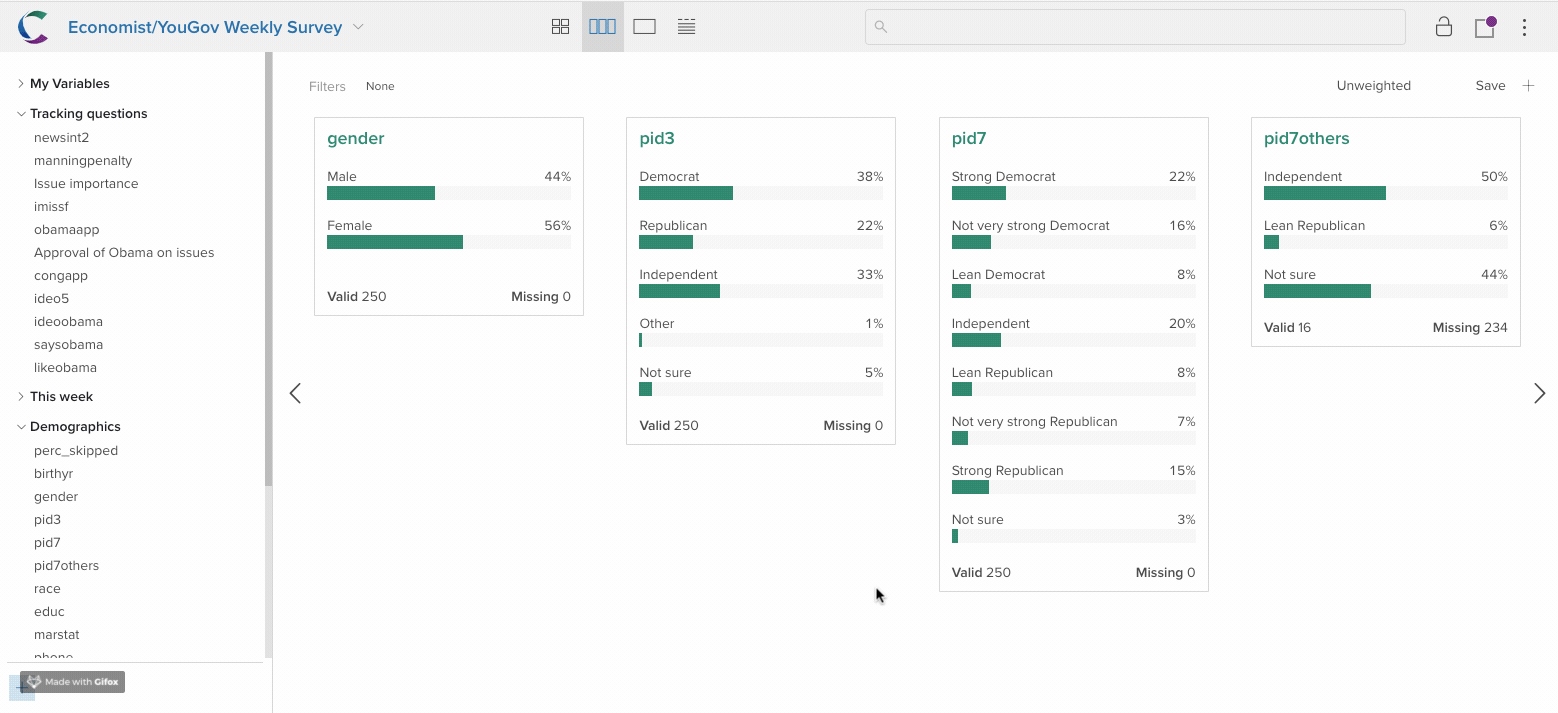 Economist/YouGov Weekly Survey
My Variables
Tracking questions
newsint2
manningpenalty
Issue importance
imissf
obamaapp
Approval of Obama on issues
congapp
ideo5
ideoobama
saysobama
likeobama
This week
Demographics
perc_skipped
birthyr
gender
pid3
pid7
pid7others
race
educ
marstat
phone
Made with Gifox
Filters None
Unweighted Save
gender
Male 44%
Female 56%
Valid 250 Missing 0
pid3
Democrat 38%
Republican 22%
Independent 33%
Other 1%
Not sure 5%
Valid 250 Missing 0
pid7
Strong Democrat 22%
Not very strong Democrat 16%
Lean Democrat 8%
Independent 20%
Lean Republican 8%
Not very strong Republican 7%
Strong Republican 15%
Not sure 3%
Valid 250 Missing 0
pid7others
Independent 50%
Lean Republican 6%
Not sure 44%
Valid 16 Missing 234